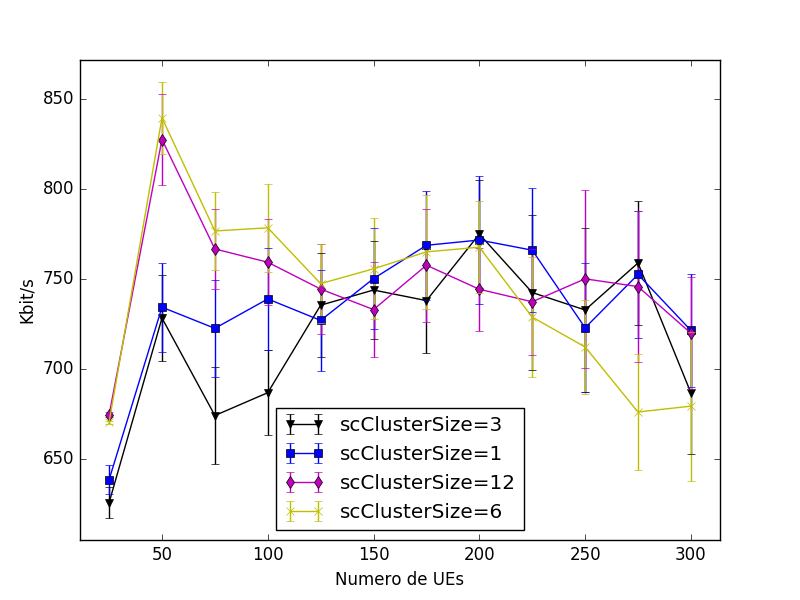 850
800
750
700
650
Kbit/s
scClusterSize=3
scClusterSize=1
scClusterSize=12
scClusterSize=6
50 100 150 200 250 300
Numero de UEs